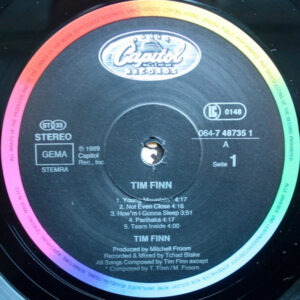 Capitol
RECORDS
ST 33
STEREO
GEMA
STEMRA
℗ 1989
Capitol
Rec., Inc.
0148
064-7 48735 1
A
Seite 1
TIM FINN
1. Young Mountain* 4:17
2. Not Even Close 4:16
3. How'm I Gonna Sleep 3:51
4. Parihaka 4:17
5. Tears Inside 4:00
TIM FINN
Produced by Mitchell Froom
Recorded & Mixed by Tchad Blake
All Songs Composed by Tim Finn except
* Composed by T. Finn / M. Froom